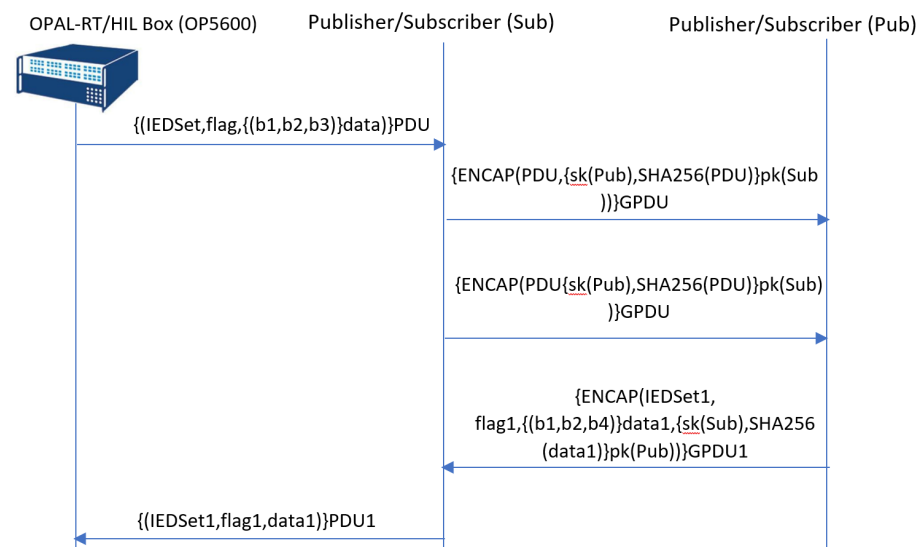 OPAL-RT/HIL Box (OP5600)
Publisher/Subscriber (Sub)
Publisher/Subscriber (Pub)
{(IEDSet,flag,{(b1,b2,b3)}data)}PDU
{ENCAP(PDU,{sk(Pub),SHA256(PDU)}pk(Sub
))}GPDU
{ENCAP(PDU{sk(Pub),SHA256(PDU)}pk(Sub)
)}GPDU
{ENCAP(IEDSet1,
flag1,{(b1,b2,b4)}data1,{sk(Sub),SHA256
(data1)}pk(Pub))}GPDU1
{(IEDSet1,flag1,data1)}PDU1